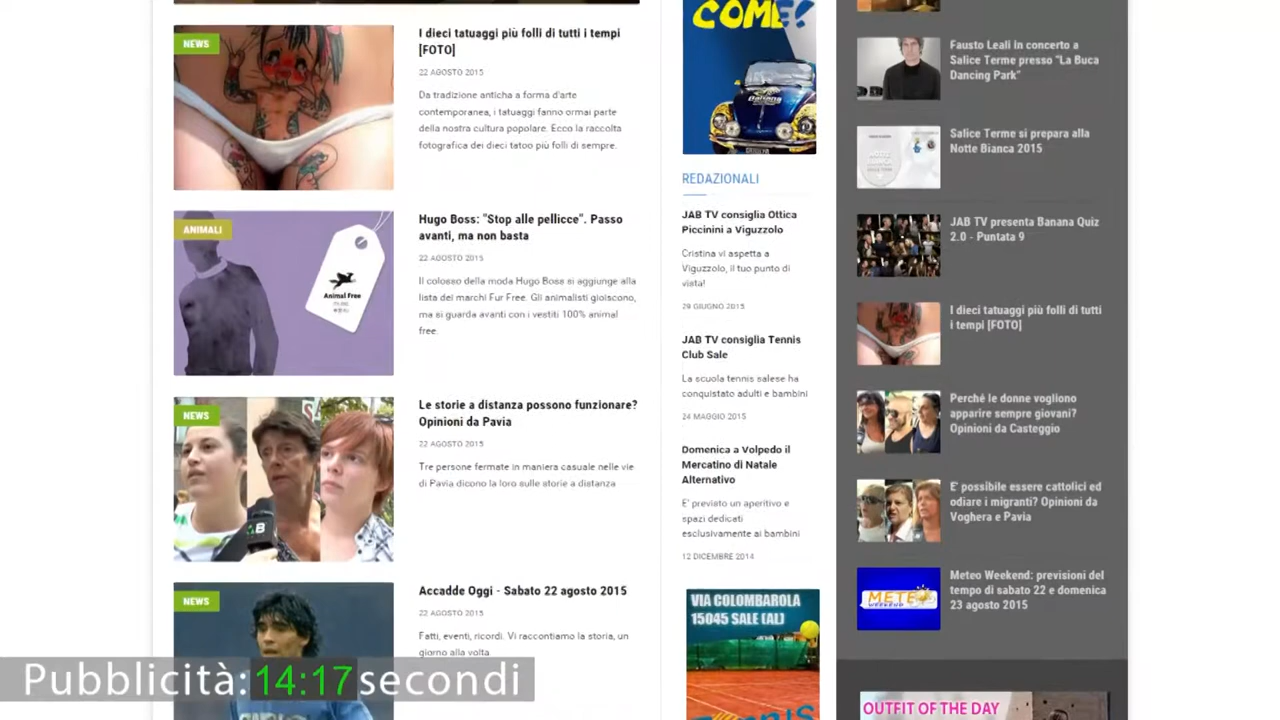 NEWS
I dieci tatuaggi più folli di tutti i tempi
[FOTO]
22 AGOSTO 2015
Da tradizione antica a forma d'arte
contemporanea, i tatuaggi fanno ormai parte
della nostra cultura popolare. Ecco la raccolta
fotografica dei dieci tatoo più folli di sempre.
ANIMALI
Animal Free
Hugo Boss: "Stop alle pellicce". Passo
avanti, ma non basta
22 AGOSTO 2015
Il colosso della moda Hugo Boss si aggiunge alla
lista dei marchi Fur Free. Gli animalisti gioiscono,
ma si guarda avanti con i vestiti 100% animal
free.
NEWS
Le storie a distanza possono funzionare?
Opinioni da Pavia
22 AGOSTO 2015
Tre persone fermate in maniera casuale nelle vie
di Pavia dicono la loro sulle storie a distanza
NEWS
Accadde Oggi - Sabato 22 agosto 2015
22 AGOSTO 2015
Fatti, eventi, ricordi. Vi raccontiamo la storia, un
giorno alla volta.
Pubblicità: 14:17 secondi
COME!
Banana
REDAZIONALI
JAB TV consiglia Ottica
Piccinini a Viguzzolo
Cristina vi aspetta a
Viguzzolo, il tuo punto di
vista!
29 GIUGNO 2015
JAB TV consiglia Tennis
Club Sale
La scuola tennis salese ha
conquistato adulti e bambini
24 MAGGIO 2015
Domenica a Volpedo il
Mercatino di Natale
Alternativo
E' previsto un aperitivo e
spazi dedicati
esclusivamente ai bambini
12 DICEMBRE 2014
VIA COLOMBAROLA
15045 SALE (AL)
TENNIS
Fausto Leali in concerto a
Salice Terme presso "La Buca
Dancing Park"
Salice Terme si prepara alla
Notte Bianca 2015
JAB TV presenta Banana Quiz
2.0 - Puntata 9
I dieci tatuaggi più folli di tutti
i tempi [FOTO]
Perché le donne vogliono
apparire sempre giovani?
Opinioni da Casteggio
E' possibile essere cattolici ed
odiare i migranti? Opinioni da
Voghera e Pavia
METEO
WEEKEND
Meteo Weekend: previsioni del
tempo di sabato 22 e domenica
23 agosto 2015
OUTFIT OF THE DAY